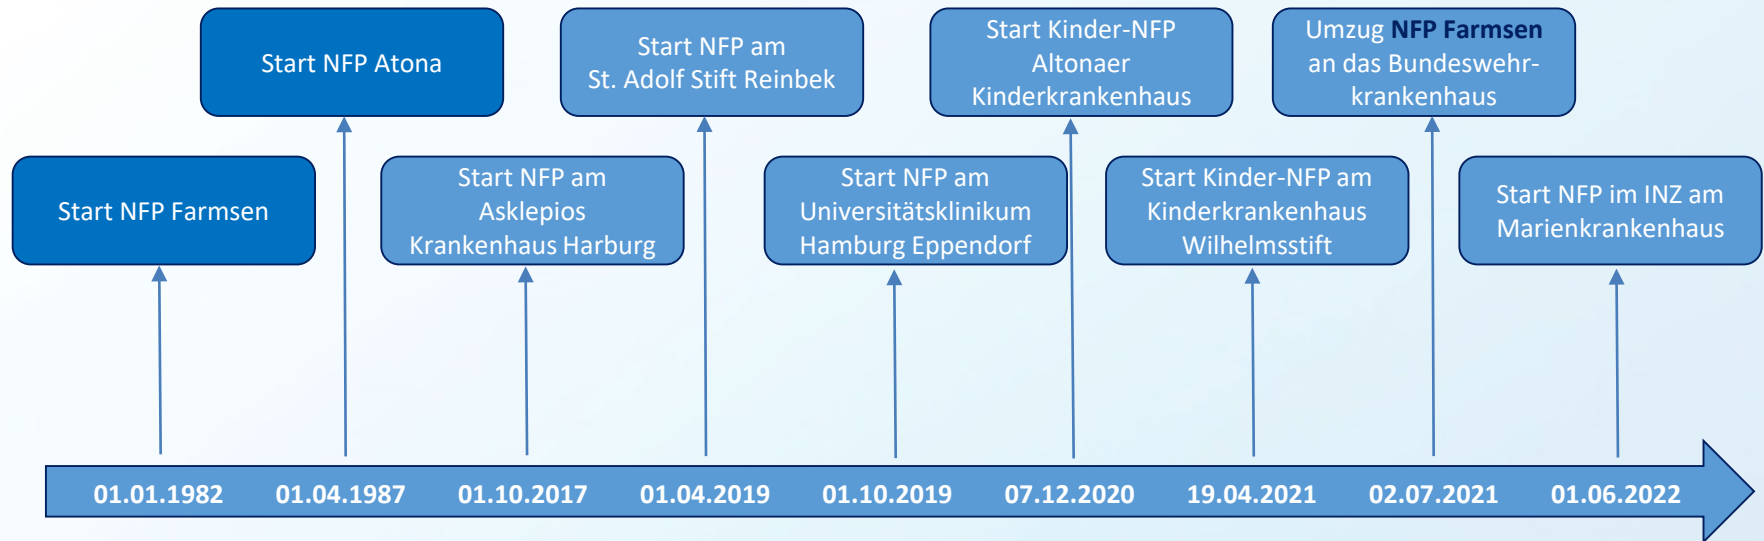 Start NFP Atona
Start NFP am
St. Adolf Stift Reinbek
Start Kinder-NFP
Altonaer
Kinderkrankenhaus
Umzug NFP Farmsen
an das Bundeswehr-
krankenhaus
Start NFP Farmsen
Start NFP am
Asklepios
Krankenhaus Harburg
Start NFP am
Universitätsklinikum
Hamburg Eppendorf
Start Kinder-NFP am
Kinderkrankenhaus
Wilhelmsstift
Start NFP im INZ am
Marienkrankenhaus
01.01.1982 01.04.1987 01.10.2017 01.04.2019 01.10.2019 07.12.2020 19.04.2021 02.07.2021 01.06.2022